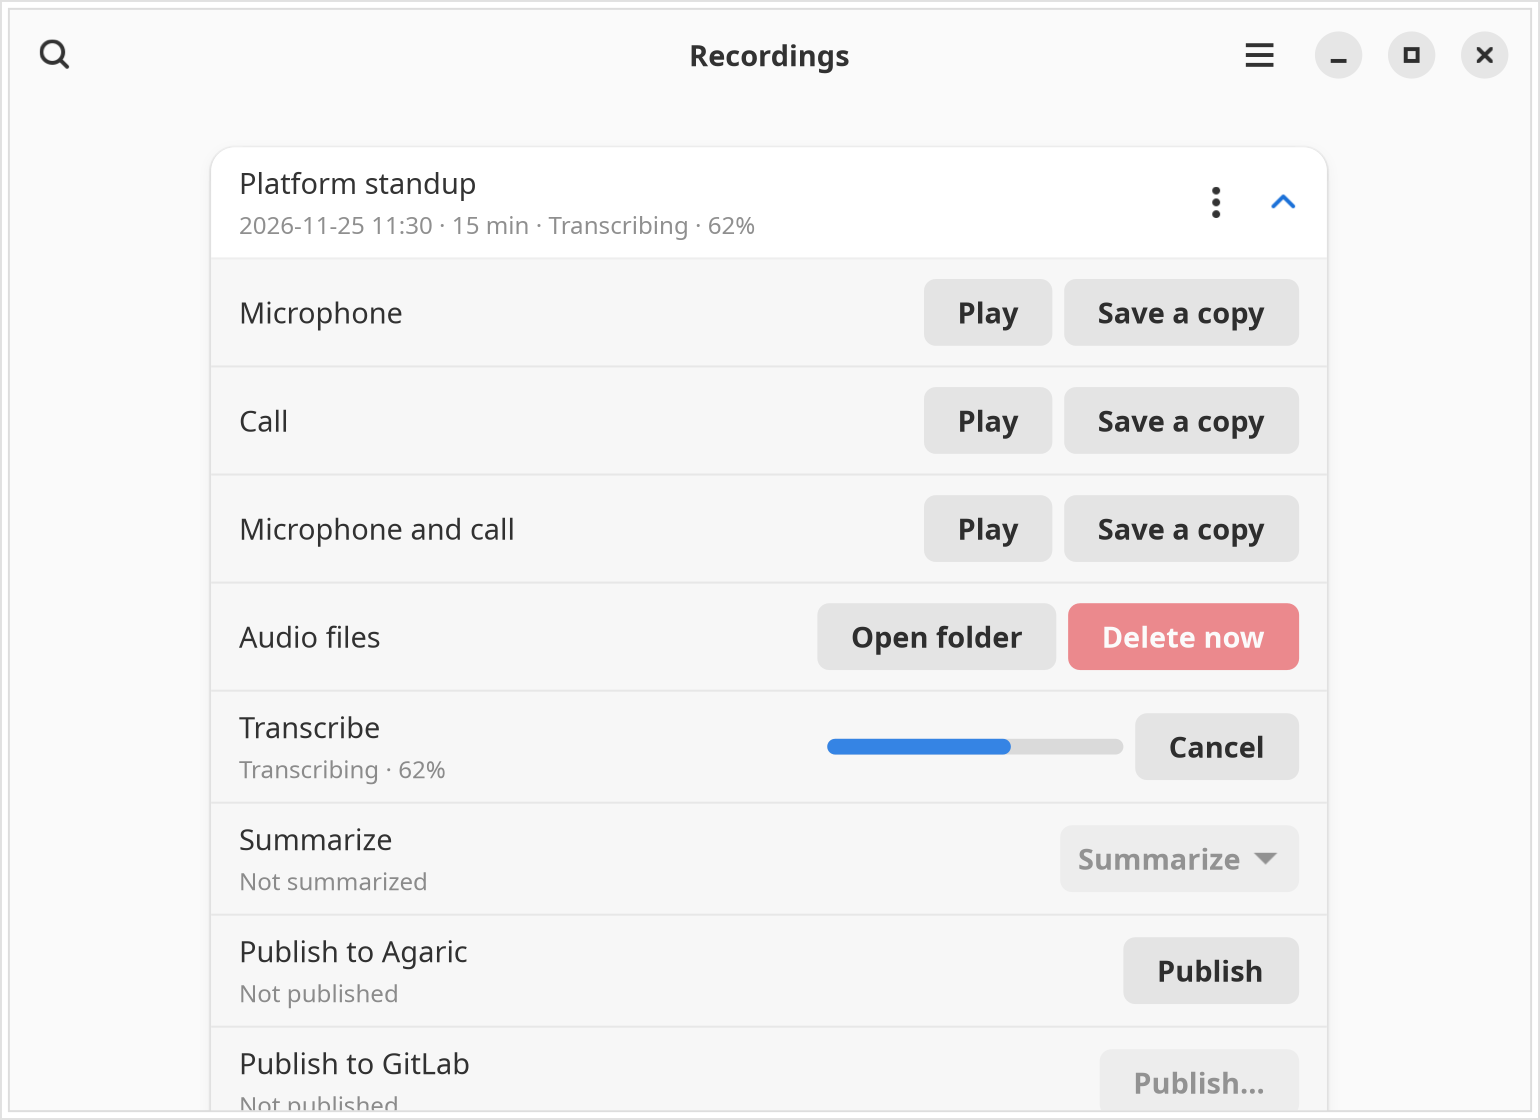 Recordings
Platform standup
2026-11-25 11:30 · 15 min · Transcribing · 62%
Microphone
Play
Save a copy
Call
Play
Save a copy
Microphone and call
Play
Save a copy
Audio files
Open folder
Delete now
Transcribe
Transcribing · 62%
Cancel
Summarize
Not summarized
Summarize
Publish to Agaric
Not published
Publish
Publish to GitLab
Not published
Publish...